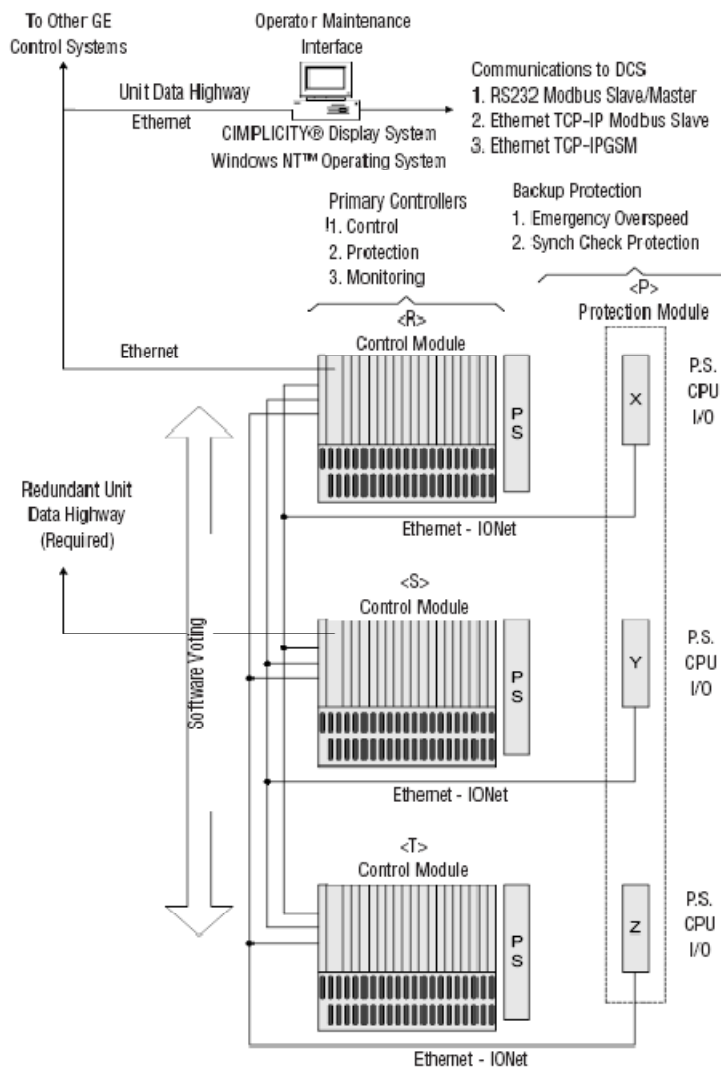 To Other GE
Control Systems
Operator Maintenance
Interface
Unit Data Highway
Ethernet
CIMPLICITY® Display System
Windows NT™ Operating System
Communications to DCS
1. RS232 Modbus Slave/Master
2. Ethernet TCP-IP Modbus Slave
3. Ethernet TCP-IPGSM
Primary Controllers
1. Control
2. Protection
3. Monitoring
Backup Protection
1. Emergency Overspeed
2. Synch Check Protection
<P>
Protection Module
<R>
Control Module
Ethernet
PS
X
P.S.
CPU
I/O
Ethernet - IONet
Redundant Unit
Data Highway
(Required)
Software Voting
<S>
Control Module
PS
Y
P.S.
CPU
I/O
Ethernet - IONet
<T>
Control Module
PS
Z
P.S.
CPU
I/O
Ethernet - IONet